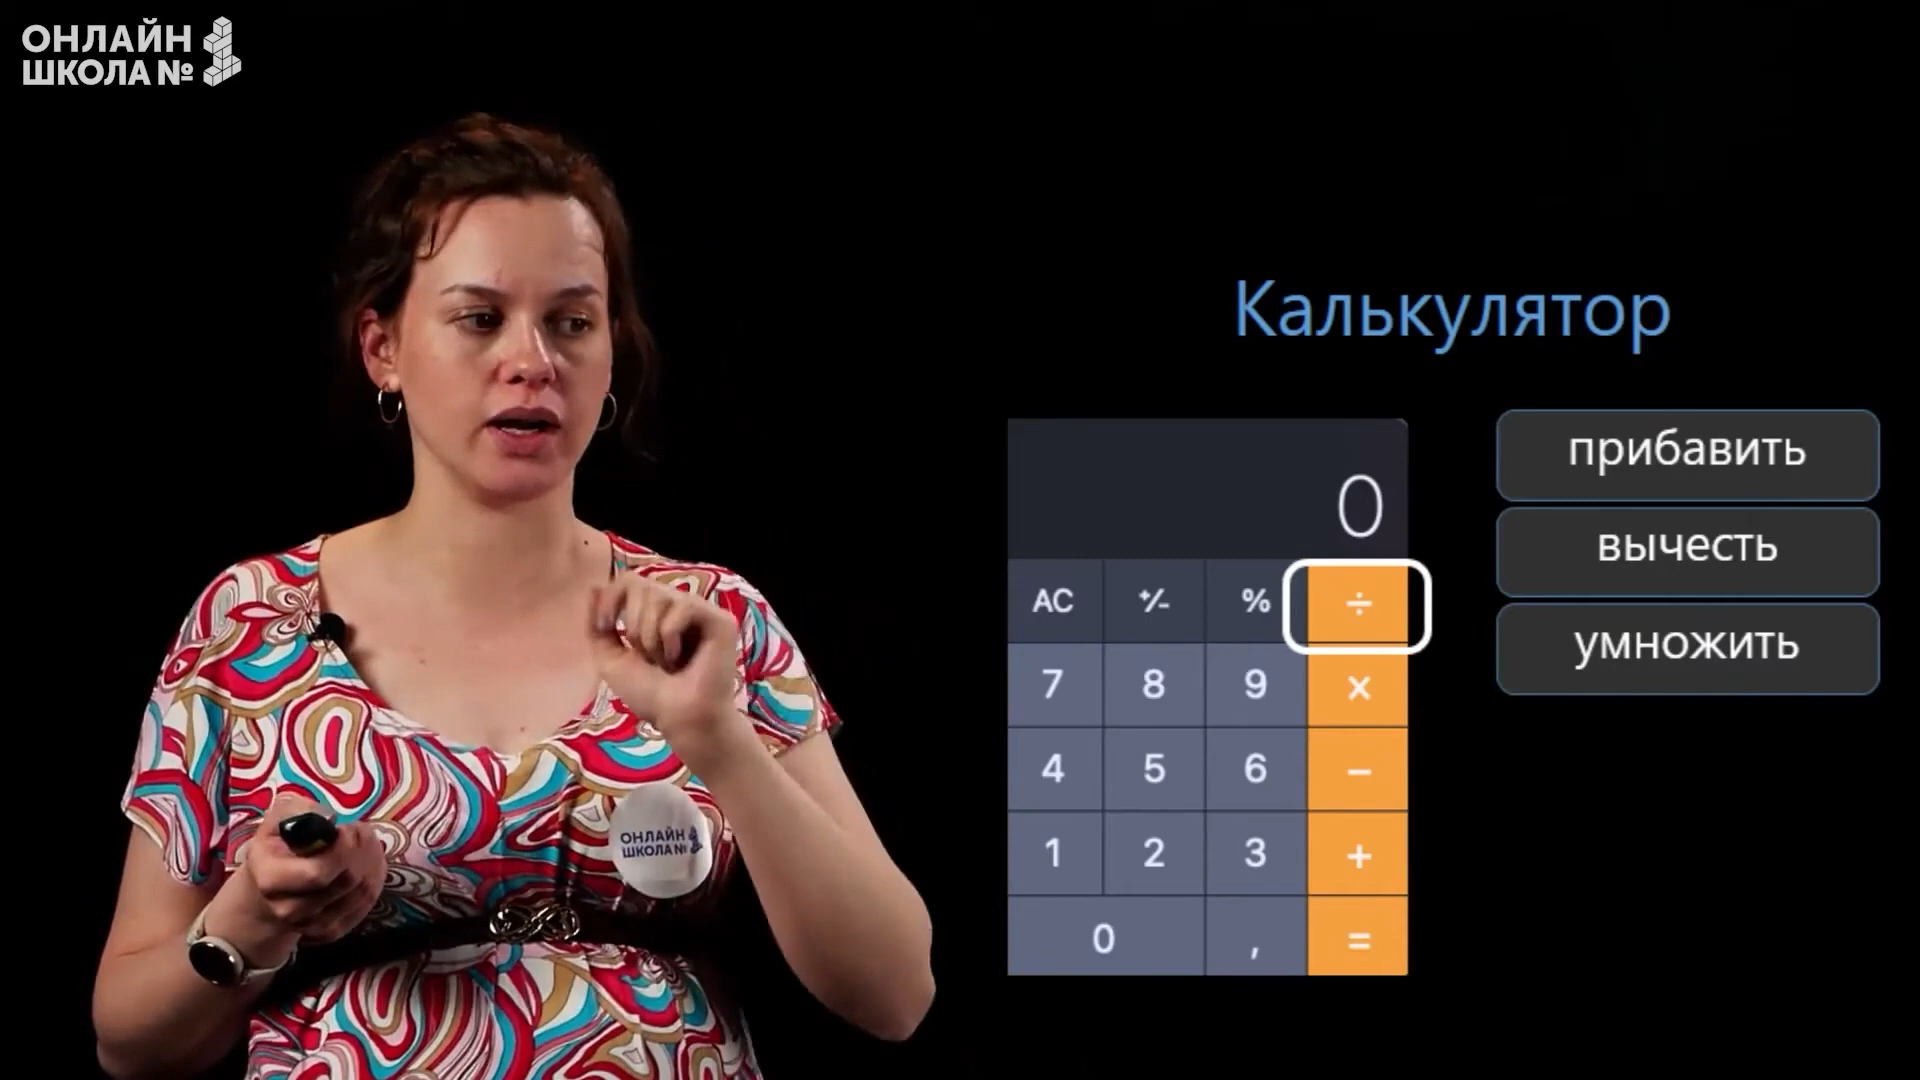 ОНЛАЙН
ШКОЛА №
Калькулятор
0
AC +/- % ÷
7 8 9 ×
4 5 6 −
1 2 3 +
0 , =
прибавить
вычесть
умножить
ОНЛАЙН
ШКОЛА №